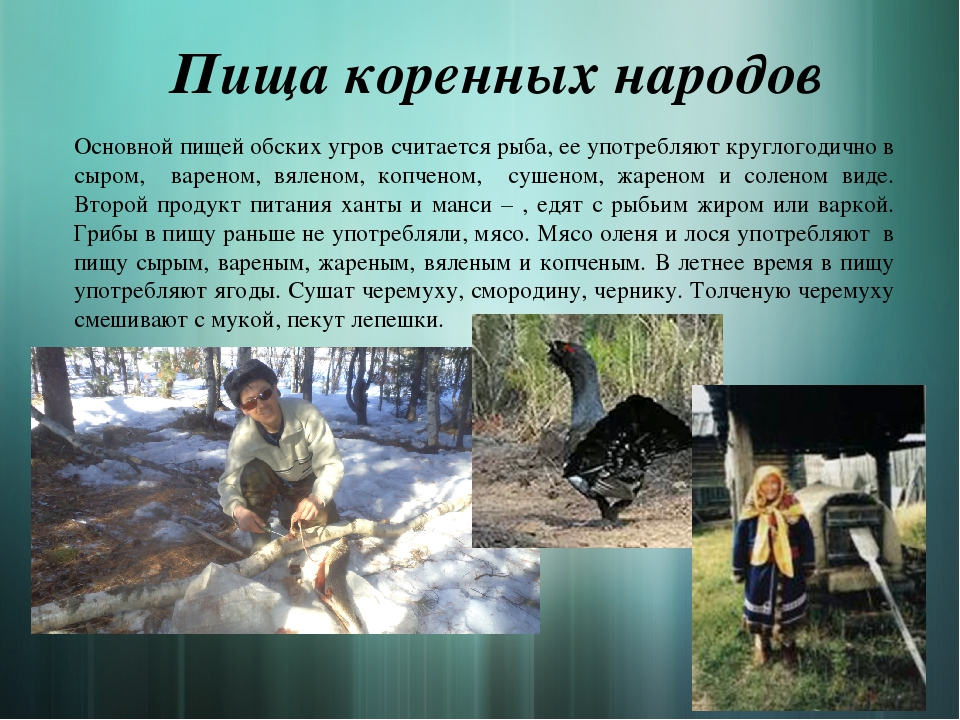 Пища коренных народов
Основной пищей обских угров считается рыба, ее употребляют круглогодично в
сыром, вареном, вяленом, копченом, сушеном, жареном и соленом виде.
Второй продукт питания ханты и манси – , едят с рыбьим жиром или варкой.
Грибы в пищу раньше не употребляли, мясо. Мясо оленя и лося употребляют в
пищу сырым, вареным, жареным, вяленым и копченым. В летнее время в пищу
употребляют ягоды. Сушат черемуху, смородину, чернику. Толченую черемуху
смешивают с мукой, пекут лепешки.